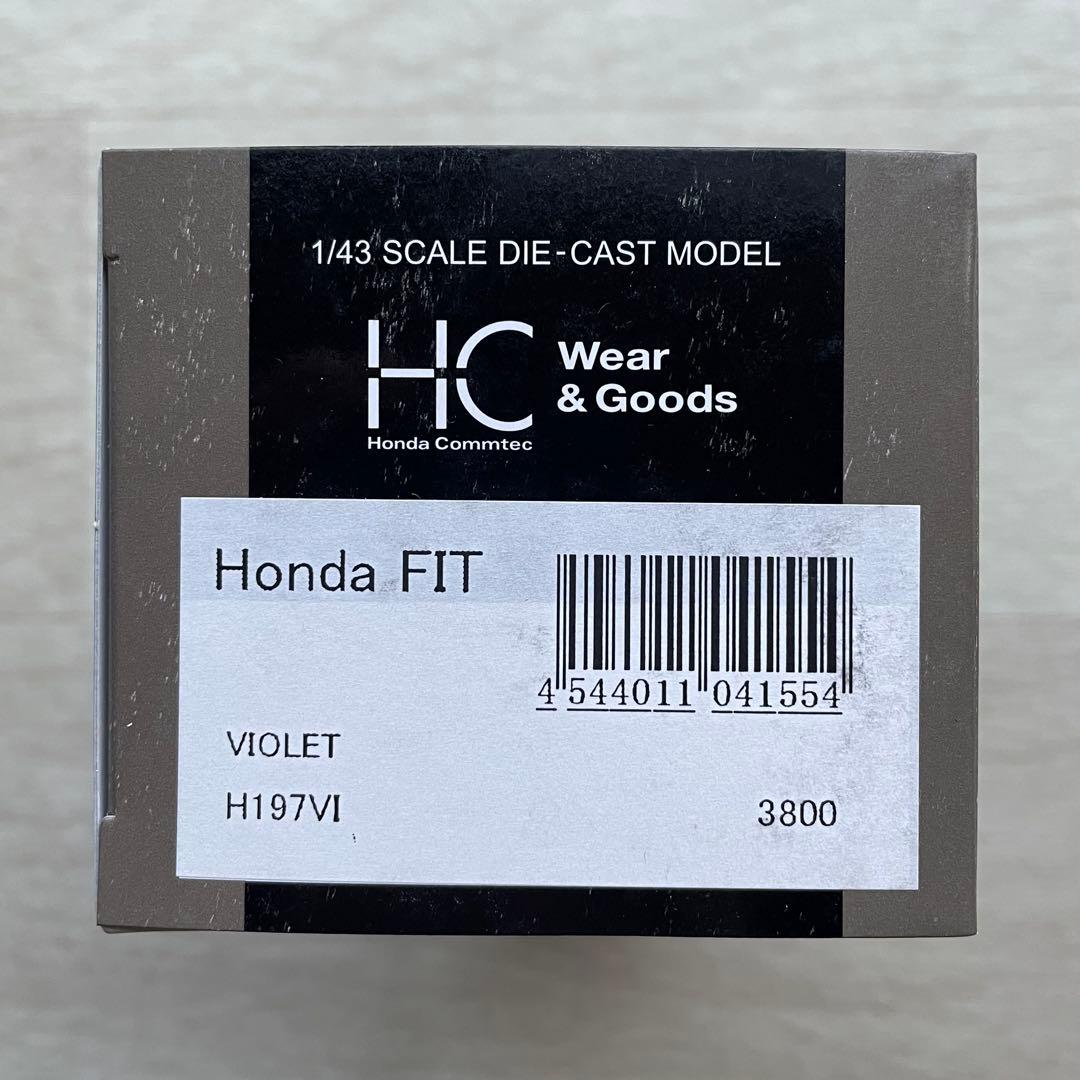 1/43 SCALE DIE-CAST MODEL
HC Wear
& Goods
Honda Commtec
Honda FIT
4 544011 041554
VIOLET
H197VI 3800